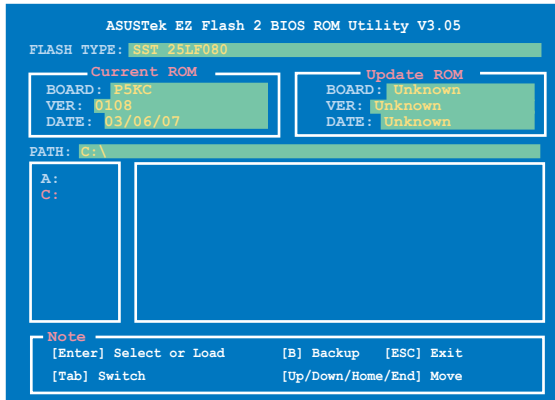 ASUSTek EZ Flash 2 BIOS ROM Utility V3.05
FLASH TYPE: SST 25LF080
Current ROM
BOARD: P5KC
VER: 0108
DATE: 03/06/07
Update ROM
BOARD: Unknown
VER: Unknown
DATE: Unknown
PATH: C:\
A:
C:
Note
[Enter] Select or Load [B] Backup [ESC] Exit
[Tab] Switch [Up/Down/Home/End] Move